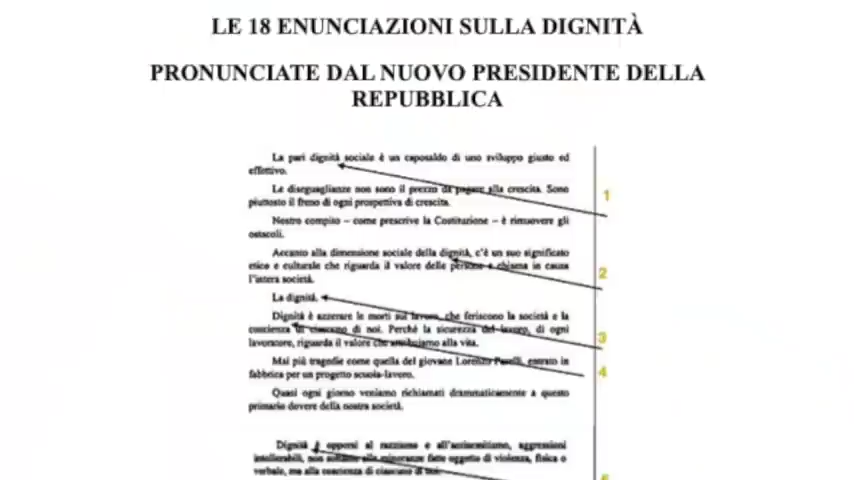 LE 18 ENUNCIAZIONI SULLA DIGNITÀ
PRONUNCIATE DAL NUOVO PRESIDENTE DELLA
REPUBBLICA
La pari dignità sociale è un caposaldo di uno sviluppo giusto ed
effettivo.
1
Le diseguaglianze non sono il prezzo da pagare alla crescita. Sono
piuttosto il freno di ogni prospettiva di crescita.
Nostro compito – come prescrive la Costituzione – è rimuovere gli
ostacoli.
Accanto alla dimensione sociale della dignità, c'è un suo significato
etico e culturale che riguarda il valore delle persone e chiama in causa
l'intera società.
2
La dignità.
Dignità è azzerare le morti sul lavoro, che feriscono la società e la
coscienza di ciascuno di noi. Perché la sicurezza del lavoro, di ogni
lavoratore, riguarda il valore che attribuiamo alla vita.
3
Mai più tragedie come quella del giovane Lorenzo Parelli, entrato in
fabbrica per un progetto scuola-lavoro.
4
Quasi ogni giorno veniamo richiamati drammaticamente a questo
primario dovere della nostra società.
Dignità è opporsi al razzismo e all'antisemitismo, aggressioni
intollerabili, non soltanto alle minoranze fatte oggetto di violenza, fisica o
verbale, ma alla coscienza di ciascuno di noi.